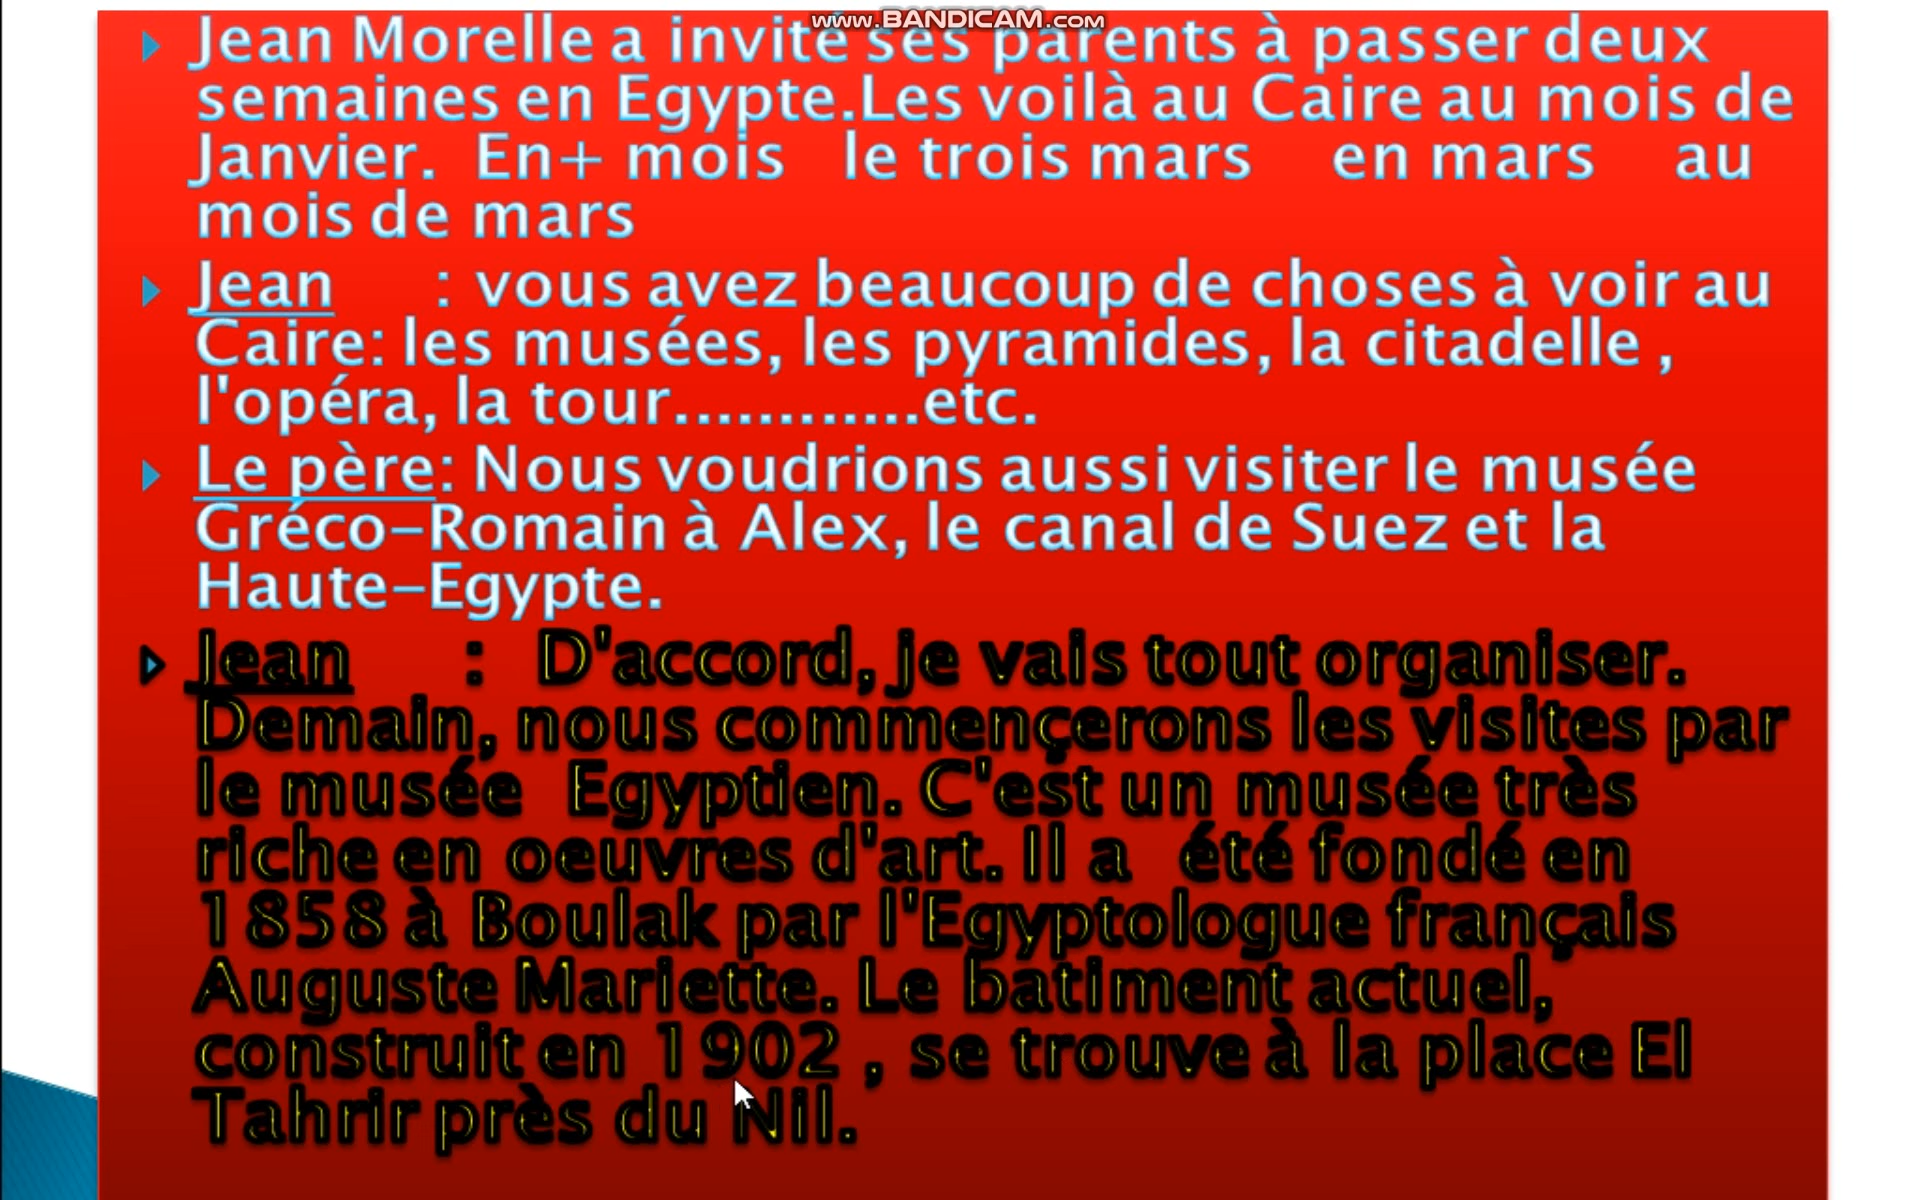 www.BANDICAM.com
Jean Morelle a invité ses parents à passer deux
semaines en Egypte.Les voilà au Caire au mois de
Janvier. En+ mois le trois mars en mars au
mois de mars
Jean : vous avez beaucoup de choses à voir au
Caire: les musées, les pyramides, la citadelle ,
l'opéra, la tour............etc.
Le père: Nous voudrions aussi visiter le musée
Gréco-Romain à Alex, le canal de Suez et la
Haute-Egypte.
Jean : D'accord, je vais tout organiser.
Demain, nous commençerons les visites par
le musée Egyptien. C'est un musée très
riche en oeuvres d'art. Il a été fondé en
1858 à Boulak par l'Egyptologue français
Auguste Mariette. Le batiment actuel,
construit en 1902 , se trouve à la place El
Tahrir près du Nil.